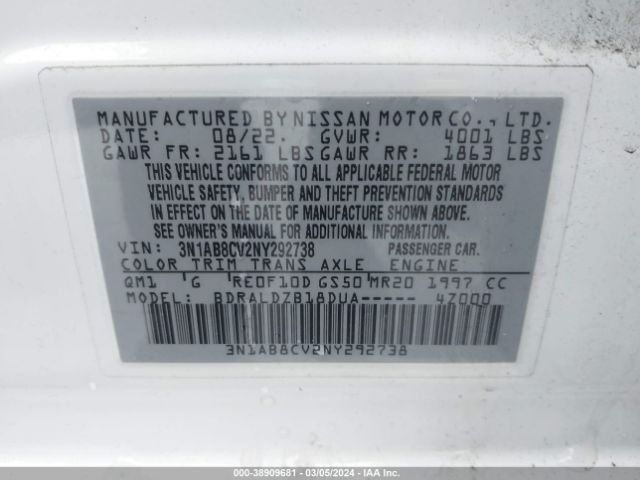 MANUFACTURED BY NISSAN MOTOR CO., LTD.
DATE: 08/22. GVWR: 4001 LBS
GAWR FR: 2161 LBS GAWR RR: 1863 LBS
THIS VEHICLE CONFORMS TO ALL APPLICABLE FEDERAL MOTOR
VEHICLE SAFETY, BUMPER AND THEFT PREVENTION STANDARDS
IN EFFECT ON THE DATE OF MANUFACTURE SHOWN ABOVE.
SEE OWNER'S MANUAL FOR ADDITIONAL INFORMATION.
VIN: 3N1AB8CV2NY292738 PASSENGER CAR.
COLOR TRIM TRANS AXLE ENGINE
QM1 G RE0F10D GS50 MR20 1997 CC
MODEL: BDRALDZB18DUA----- 4Z000
3N1AB8CV2NY292738
000-38909681 - 03/05/2024 - IAA Inc.